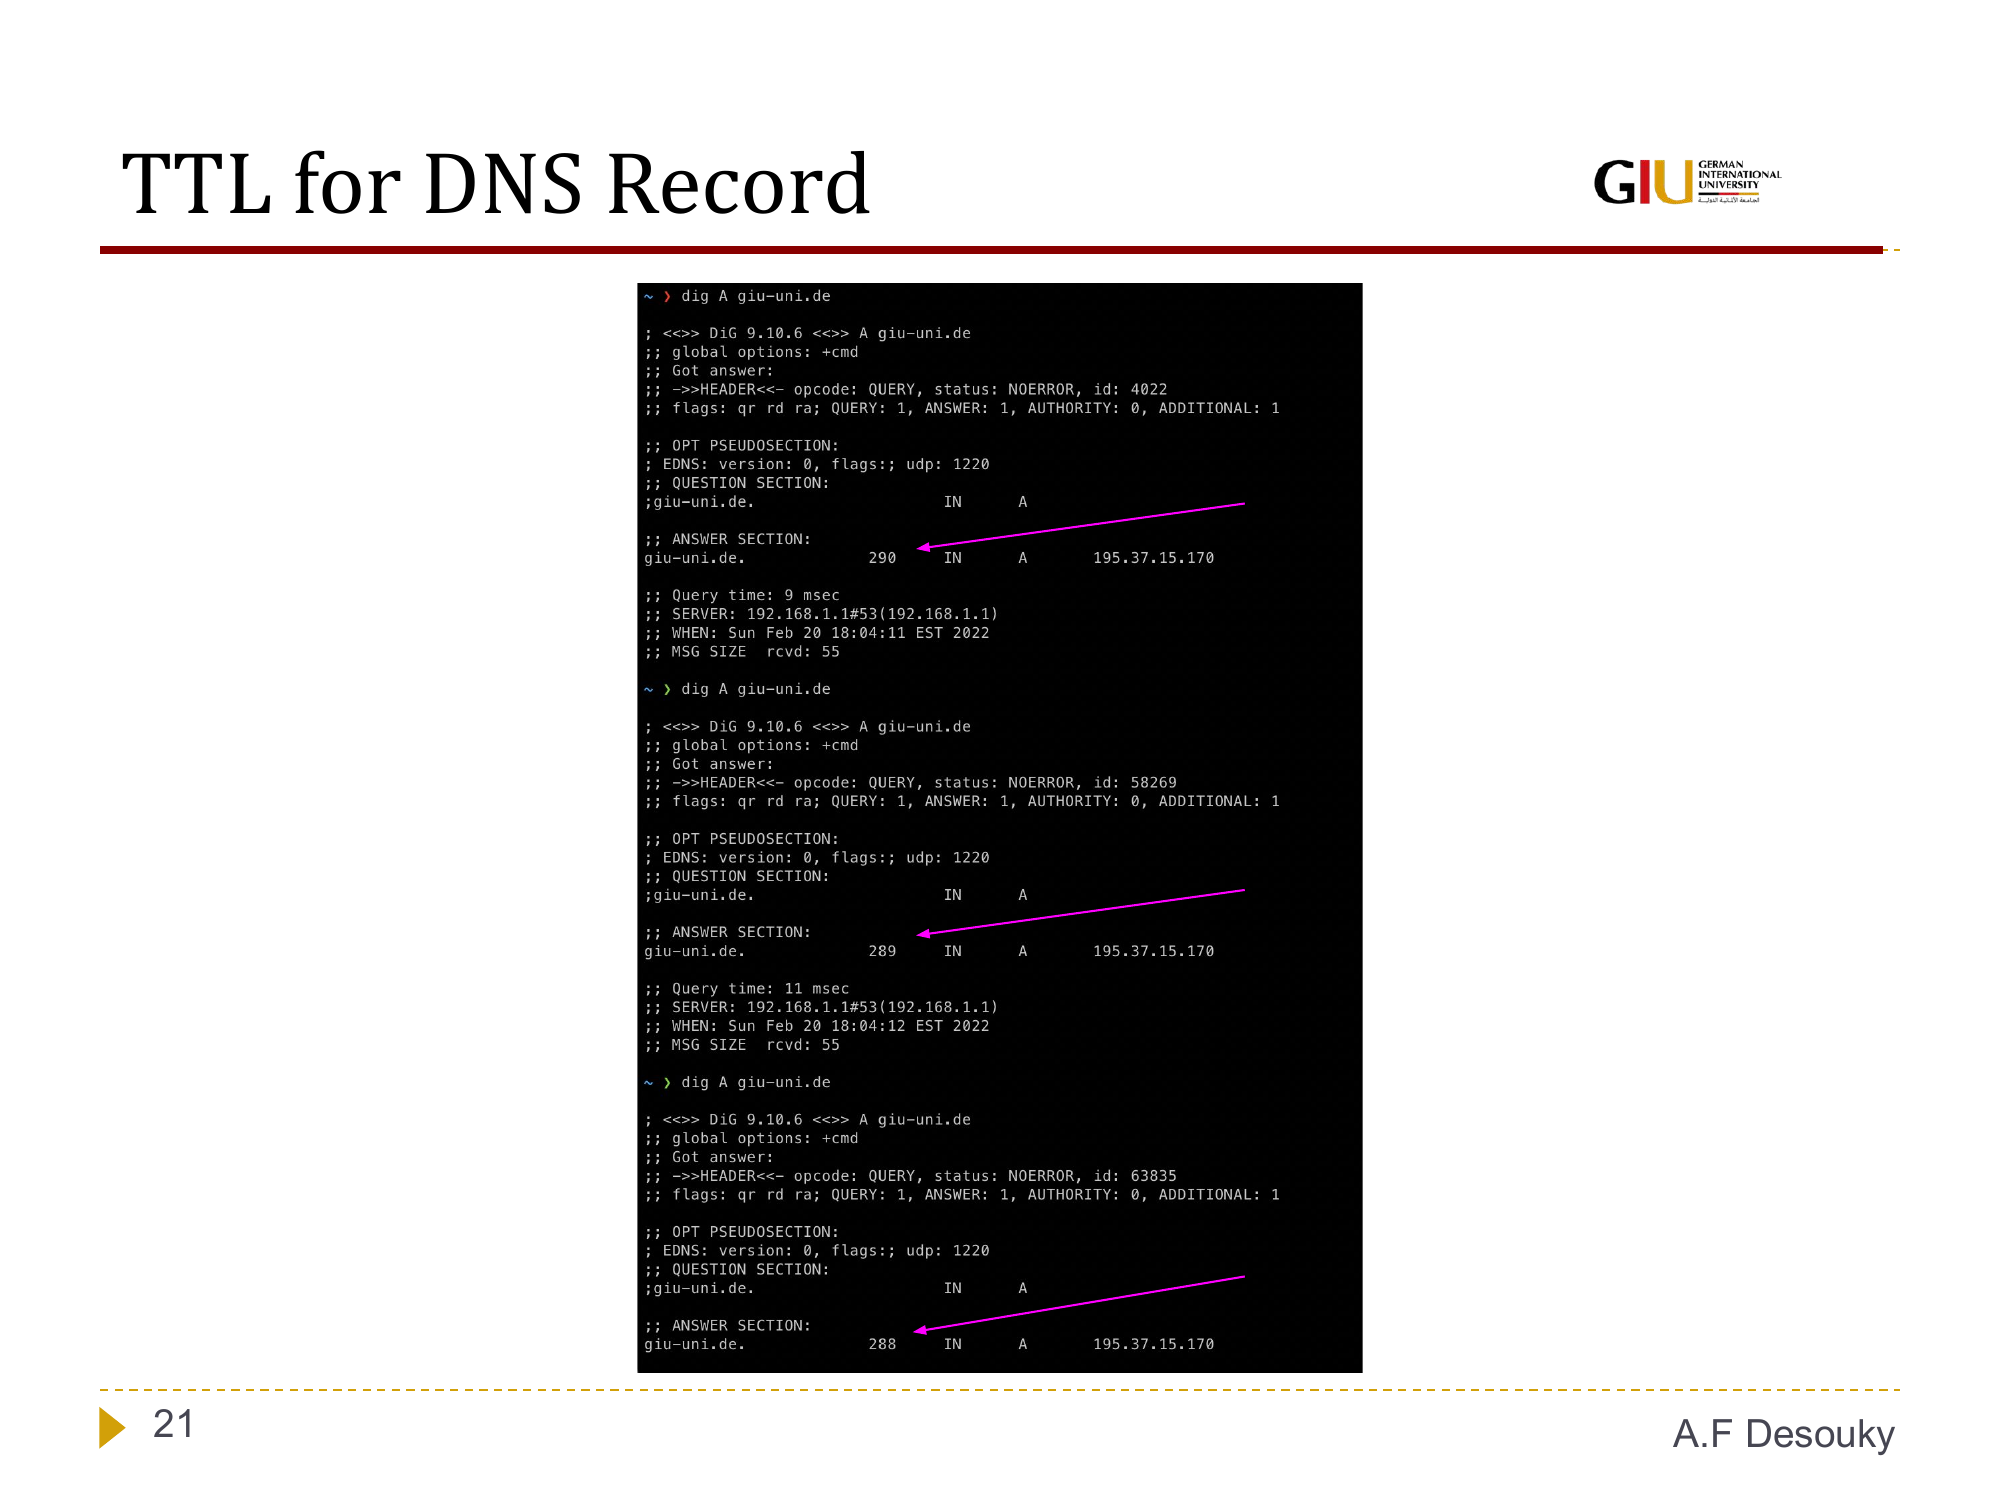 TTL for DNS Record
GIU
GERMAN
INTERNATIONAL
UNIVERSITY
الجامعة الألمانية الدولية
~ ❯ dig A giu-uni.de
; <<>> DiG 9.10.6 <<>> A giu-uni.de
;; global options: +cmd
;; Got answer:
;; ->>HEADER<<- opcode: QUERY, status: NOERROR, id: 4022
;; flags: qr rd ra; QUERY: 1, ANSWER: 1, AUTHORITY: 0, ADDITIONAL: 1
;; OPT PSEUDOSECTION:
; EDNS: version: 0, flags:; udp: 1220
;; QUESTION SECTION:
;giu-uni.de. IN A
;; ANSWER SECTION:
giu-uni.de. 290 IN A 195.37.15.170
;; Query time: 9 msec
;; SERVER: 192.168.1.1#53(192.168.1.1)
;; WHEN: Sun Feb 20 18:04:11 EST 2022
;; MSG SIZE rcvd: 55
~ ❯ dig A giu-uni.de
; <<>> DiG 9.10.6 <<>> A giu-uni.de
;; global options: +cmd
;; Got answer:
;; ->>HEADER<<- opcode: QUERY, status: NOERROR, id: 58269
;; flags: qr rd ra; QUERY: 1, ANSWER: 1, AUTHORITY: 0, ADDITIONAL: 1
;; OPT PSEUDOSECTION:
; EDNS: version: 0, flags:; udp: 1220
;; QUESTION SECTION:
;giu-uni.de. IN A
;; ANSWER SECTION:
giu-uni.de. 289 IN A 195.37.15.170
;; Query time: 11 msec
;; SERVER: 192.168.1.1#53(192.168.1.1)
;; WHEN: Sun Feb 20 18:04:12 EST 2022
;; MSG SIZE rcvd: 55
~ ❯ dig A giu-uni.de
; <<>> DiG 9.10.6 <<>> A giu-uni.de
;; global options: +cmd
;; Got answer:
;; ->>HEADER<<- opcode: QUERY, status: NOERROR, id: 63835
;; flags: qr rd ra; QUERY: 1, ANSWER: 1, AUTHORITY: 0, ADDITIONAL: 1
;; OPT PSEUDOSECTION:
; EDNS: version: 0, flags:; udp: 1220
;; QUESTION SECTION:
;giu-uni.de. IN A
;; ANSWER SECTION:
giu-uni.de. 288 IN A 195.37.15.170
21
A.F Desouky